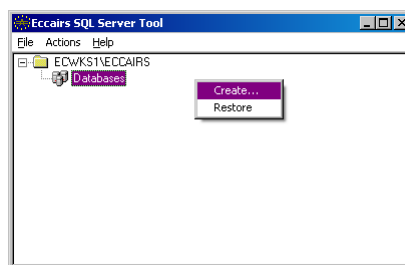 Eccairs SQL Server Tool
File Actions Help
ECWKS1\ECCAIRS
Databases
Create...
Restore